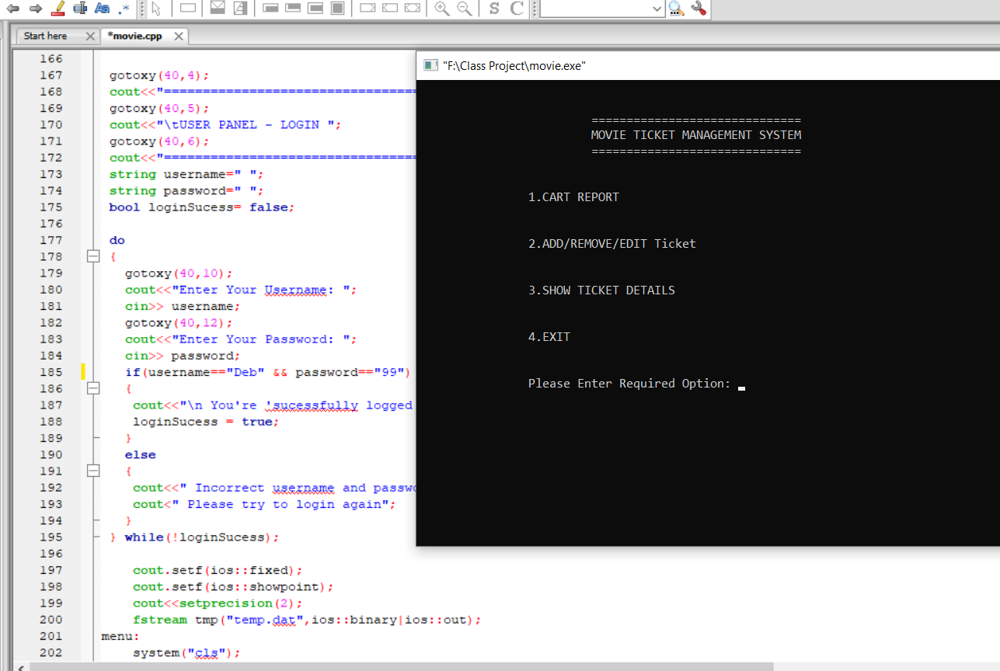 Start here
*movie.cpp
166
167 gotoxy(40,4);
168 cout<<"=================================
169 gotoxy(40,5);
170 cout<<"\tUSER PANEL - LOGIN ";
171 gotoxy(40,6);
172 cout<<"=================================
173 string username=" ";
174 string password=" ";
175 bool loginSucess= false;
176
177 do
178 {
179 gotoxy(40,10);
180 cout<<"Enter Your Username: ";
181 cin>> username;
182 gotoxy(40,12);
183 cout<<"Enter Your Password: ";
184 cin>> password;
185 if(username=="Deb" && password=="99")
186 {
187 cout<<"\n You're 'sucessfully logged
188 loginSucess = true;
189 }
190 else
191 {
192 cout<<" Incorrect username and passwo
193 cout<" Please try to login again";
194 }
195 } while(!loginSucess);
196
197 cout.setf(ios::fixed);
198 cout.setf(ios::showpoint);
199 cout<<setprecision(2);
200 fstream tmp("temp.dat",ios::binary|ios::out);
201 menu:
202 system("cls");
"F:\Class Project\movie.exe"
==============================
MOVIE TICKET MANAGEMENT SYSTEM
==============================
1.CART REPORT
2.ADD/REMOVE/EDIT Ticket
3.SHOW TICKET DETAILS
4.EXIT
Please Enter Required Option: